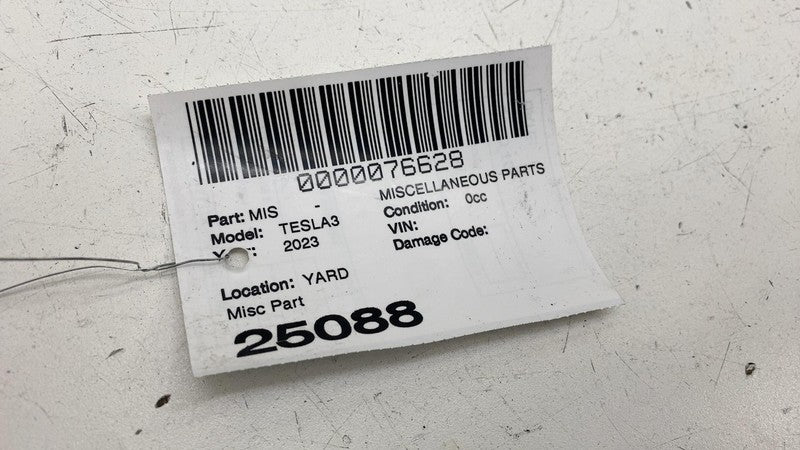 0000076628
MISCELLANEOUS PARTS
Part: MIS -
Condition: 0cc
Model: TESLA3
VIN:
2023
Damage Code:
Location: YARD
Misc Part
25088